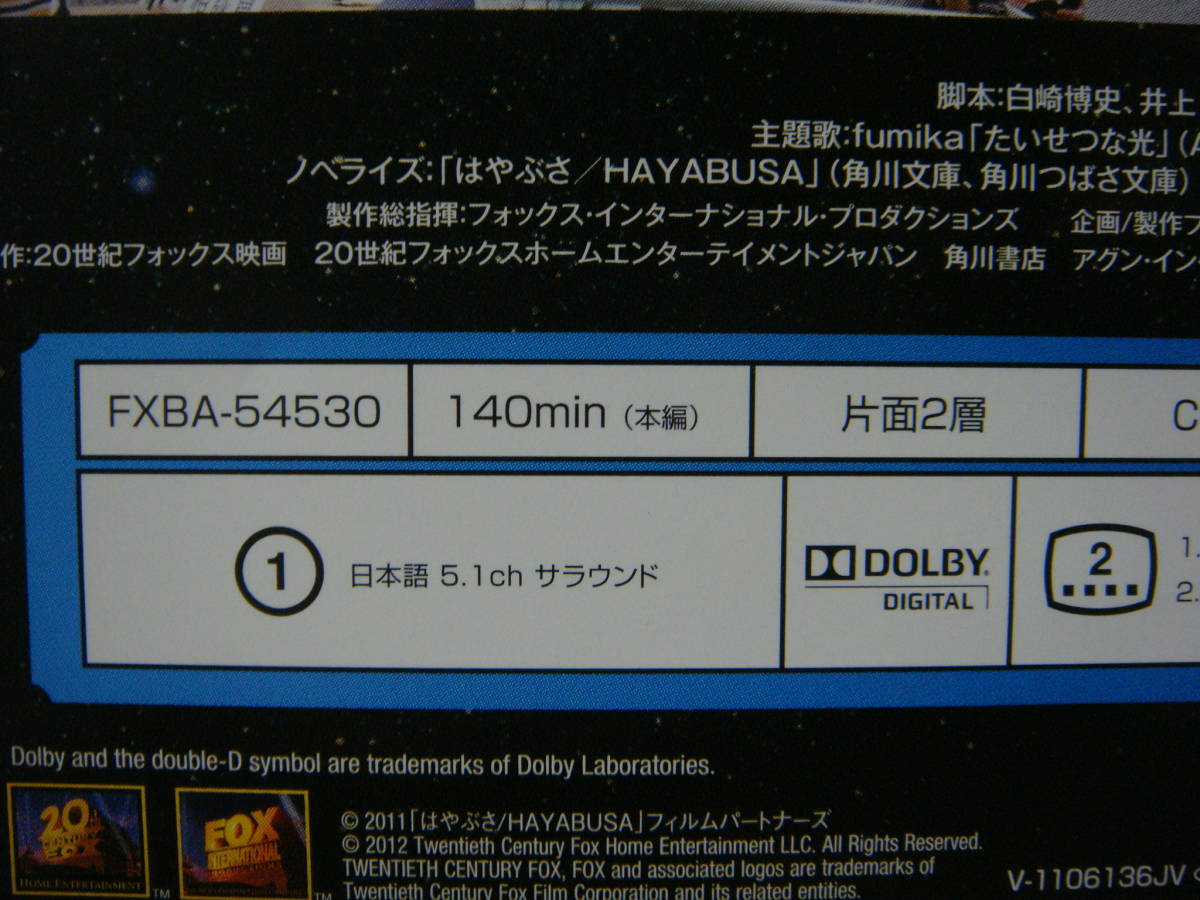 脚本:白崎博史、井上
主題歌:fumika「たいせつな光」(A
ノベライズ:「はやぶさ/HAYABUSA」(角川文庫、角川つばさ文庫)
製作総指揮:フォックス・インターナショナル・プロダクションズ 企画/製作プ
作:20世紀フォックス映画 20世紀フォックスホームエンターテイメントジャパン 角川書店 アグン・イン
FXBA-54530 140min (本編) 片面2層 C
1 日本語 5.1ch サラウンド DOLBY DIGITAL 2 1.
2.
Dolby and the double-D symbol are trademarks of Dolby Laboratories.
20th CENTURY FOX
HOME ENTERTAINMENT
TM
FOX
INTERNATIONAL
TM
© 2011「はやぶさ/HAYABUSA」フィルムパートナーズ
© 2012 Twentieth Century Fox Home Entertainment LLC. All Rights Reserved.
TWENTIETH CENTURY FOX, FOX and associated logos are trademarks of
Twentieth Century Fox Film Corporation and its related entities.
V-1106136JV